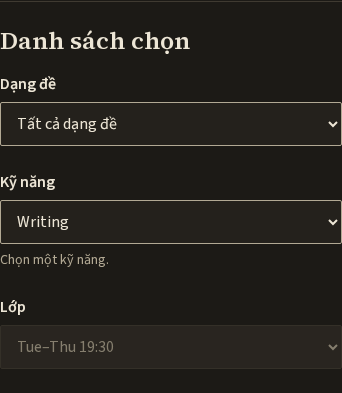 Danh sách chọn
Dạng đề
Tất cả dạng đề
Kỹ năng
Writing
Chọn một kỹ năng.
Lớp
Tue–Thu 19:30